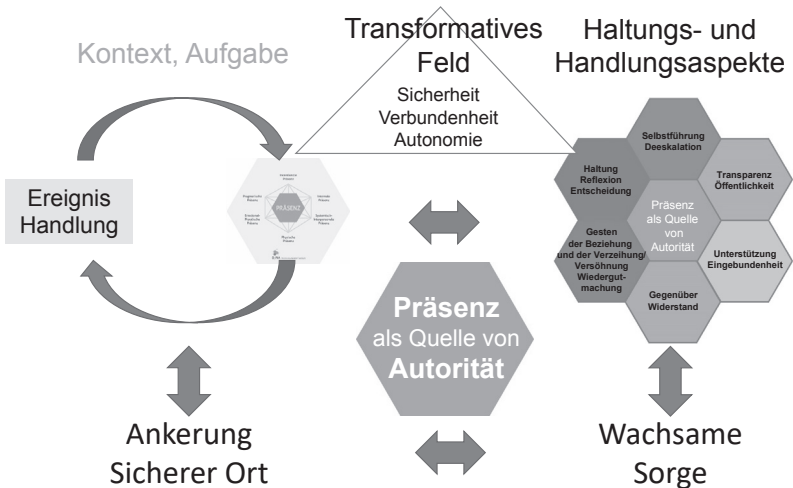 Kontext, Aufgabe
Ereignis
Handlung
PRÄSENZ
Transformatives
Feld
Sicherheit
Verbundenheit
Autonomie
Haltungs- und
Handlungsaspekte
Selbstführung
Deeskalation
Haltung
Reflexion
Entscheidung
Transparenz
Öffentlichkeit
Präsenz
als Quelle
von
Autorität
Gesten
der Beziehung
und der Verzeihung/
Versöhnung
Wiedergut-
machung
Unterstützung
Eingebundenheit
Gegenüber
Widerstand
Präsenz
als Quelle von
Autorität
Ankerung
Sicherer Ort
Wachsame
Sorge